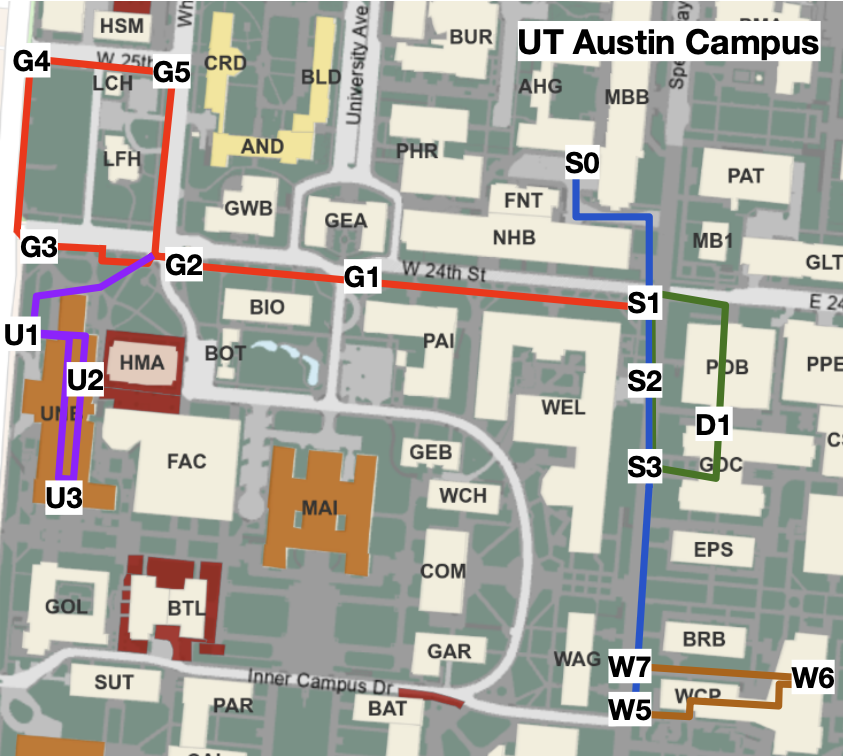 HSM
Wh
CRD
BLD
University Ave
BUR
UT Austin Campus
G4
W 25th
G5
LCH
AHG
MBB
LFH
AND
PHR
S0
PAT
GWB
GEA
FNT
NHB
MB1
G3
G2
G1
W 24th St
GLT
S1
E 24
BIO
U1
BOT
PAI
HMA
U2
S2
POB
PPE
WEL
D1
FAC
GEB
S3
GDC
U3
WCH
MAI
EPS
COM
GOL
BTL
GAR
WAG
BRB
W7
W6
SUT
Inner Campus Dr
PAR
BAT
WCP
W5